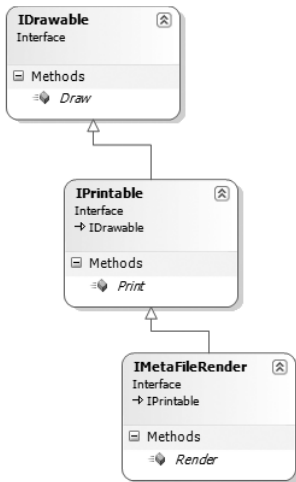 IDrawable
Interface
Methods
Draw
IPrintable
Interface
IDrawable
Methods
Print
IMetaFileRender
Interface
IPrintable
Methods
Render